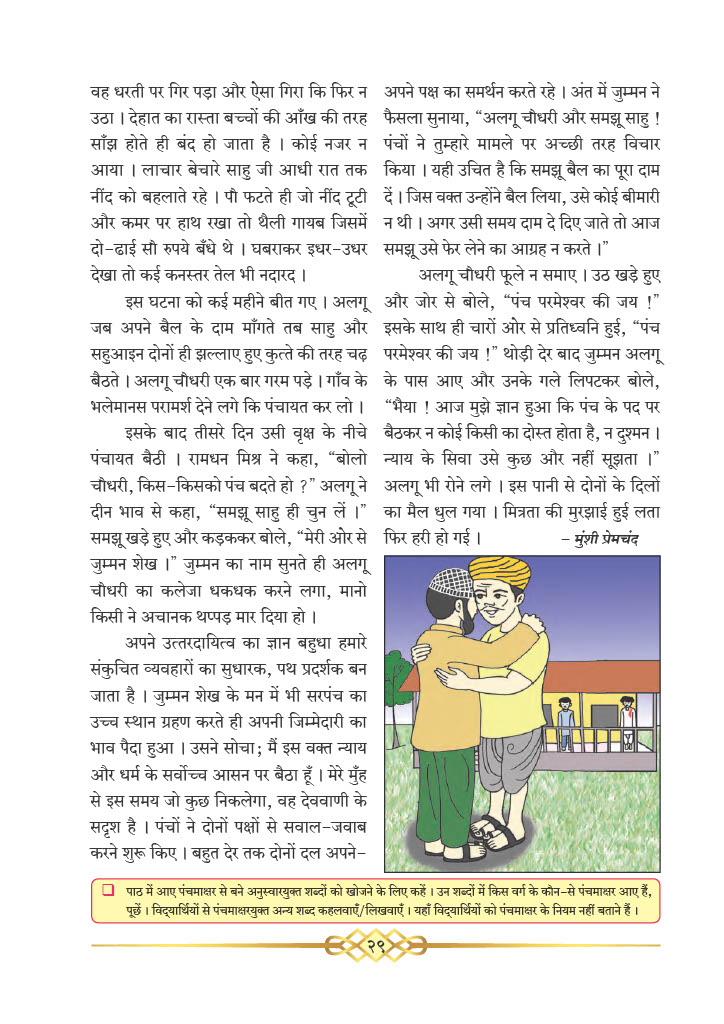 वह धरती पर गिर पड़ा और ऐसा गिरा कि फिर न
उठा । देहात का रास्ता बच्चों की आँख की तरह
साँझ होते ही बंद हो जाता है । कोई नजर न
आया । लाचार बेचारे साहु जी आधी रात तक
नींद को बहलाते रहे । पौ फटते ही जो नींद टूटी
और कमर पर हाथ रखा तो थैली गायब जिसमें
दो-ढाई सौ रुपये बँधे थे । घबराकर इधर-उधर
देखा तो कई कनस्तर तेल भी नदारद ।
इस घटना को कई महीने बीत गए । अलगू
जब अपने बैल के दाम माँगते तब साहु और
सहुआइन दोनों ही झल्लाए हुए कुत्ते की तरह चढ़
बैठते । अलगू चौधरी एक बार गरम पड़े । गाँव के
भलेमानस परामर्श देने लगे कि पंचायत कर लो ।
इसके बाद तीसरे दिन उसी वृक्ष के नीचे
पंचायत बैठी । रामधन मिश्र ने कहा, “बोलो
चौधरी, किस-किसको पंच बदते हो ?” अलगू ने
दीन भाव से कहा, “समझू साहु ही चुन लें ।”
समझू खड़े हुए और कड़ककर बोले, “मेरी ओर से
जुम्मन शेख ।” जुम्मन का नाम सुनते ही अलगू
चौधरी का कलेजा धकधक करने लगा, मानो
किसी ने अचानक थप्पड़ मार दिया हो ।
अपने उत्तरदायित्व का ज्ञान बहुधा हमारे
संकुचित व्यवहारों का सुधारक, पथ प्रदर्शक बन
जाता है । जुम्मन शेख के मन में भी सरपंच का
उच्च स्थान ग्रहण करते ही अपनी जिम्मेदारी का
भाव पैदा हुआ । उसने सोचा; मैं इस वक्त न्याय
और धर्म के सर्वोच्च आसन पर बैठा हूँ । मेरे मुँह
से इस समय जो कुछ निकलेगा, वह देववाणी के
सदृश है । पंचों ने दोनों पक्षों से सवाल-जवाब
करने शुरू किए । बहुत देर तक दोनों दल अपने-
अपने पक्ष का समर्थन करते रहे । अंत में जुम्मन ने
फैसला सुनाया, “अलगू चौधरी और समझू साहु !
पंचों ने तुम्हारे मामले पर अच्छी तरह विचार
किया । यही उचित है कि समझू बैल का पूरा दाम
दें । जिस वक्त उन्होंने बैल लिया, उसे कोई बीमारी
न थी । अगर उसी समय दाम दे दिए जाते तो आज
समझू उसे फेर लेने का आग्रह न करते ।”
अलगू चौधरी फूले न समाए । उठ खड़े हुए
और जोर से बोले, “पंच परमेश्वर की जय !”
इसके साथ ही चारों ओर से प्रतिध्वनि हुई, “पंच
परमेश्वर की जय !” थोड़ी देर बाद जुम्मन अलगू
के पास आए और उनके गले लिपटकर बोले,
“भैया ! आज मुझे ज्ञान हुआ कि पंच के पद पर
बैठकर न कोई किसी का दोस्त होता है, न दुश्मन ।
न्याय के सिवा उसे कुछ और नहीं सूझता ।”
अलगू भी रोने लगे । इस पानी से दोनों के दिलों
का मैल धुल गया । मित्रता की मुरझाई हुई लता
फिर हरी हो गई । – मुंशी प्रेमचंद
❑ पाठ में आए पंचमाक्षर से बने अनुस्वारयुक्त शब्दों को खोजने के लिए कहें । उन शब्दों में किस वर्ग के कौन-से पंचमाक्षर आए हैं,
पूछें । विद्यार्थियों से पंचमाक्षरयुक्त अन्य शब्द कहलवाएँ/लिखवाएँ । यहाँ विद्यार्थियों को पंचमाक्षर के नियम नहीं बताने हैं ।
२९